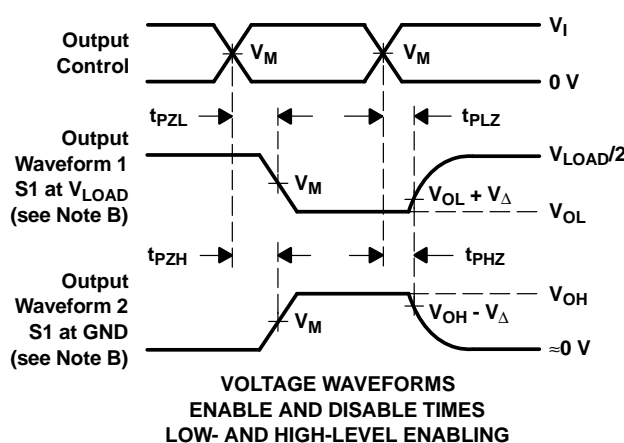 Output
Control
V_M
V_M
V_I
0 V
t_PZL
t_PLZ
Output
Waveform 1
S1 at V_LOAD
(see Note B)
V_M
V_LOAD/2
V_OL + V_Δ
V_OL
t_PZH
t_PHZ
Output
Waveform 2
S1 at GND
(see Note B)
V_M
V_OH
V_OH - V_Δ
≈0 V
VOLTAGE WAVEFORMS
ENABLE AND DISABLE TIMES
LOW- AND HIGH-LEVEL ENABLING